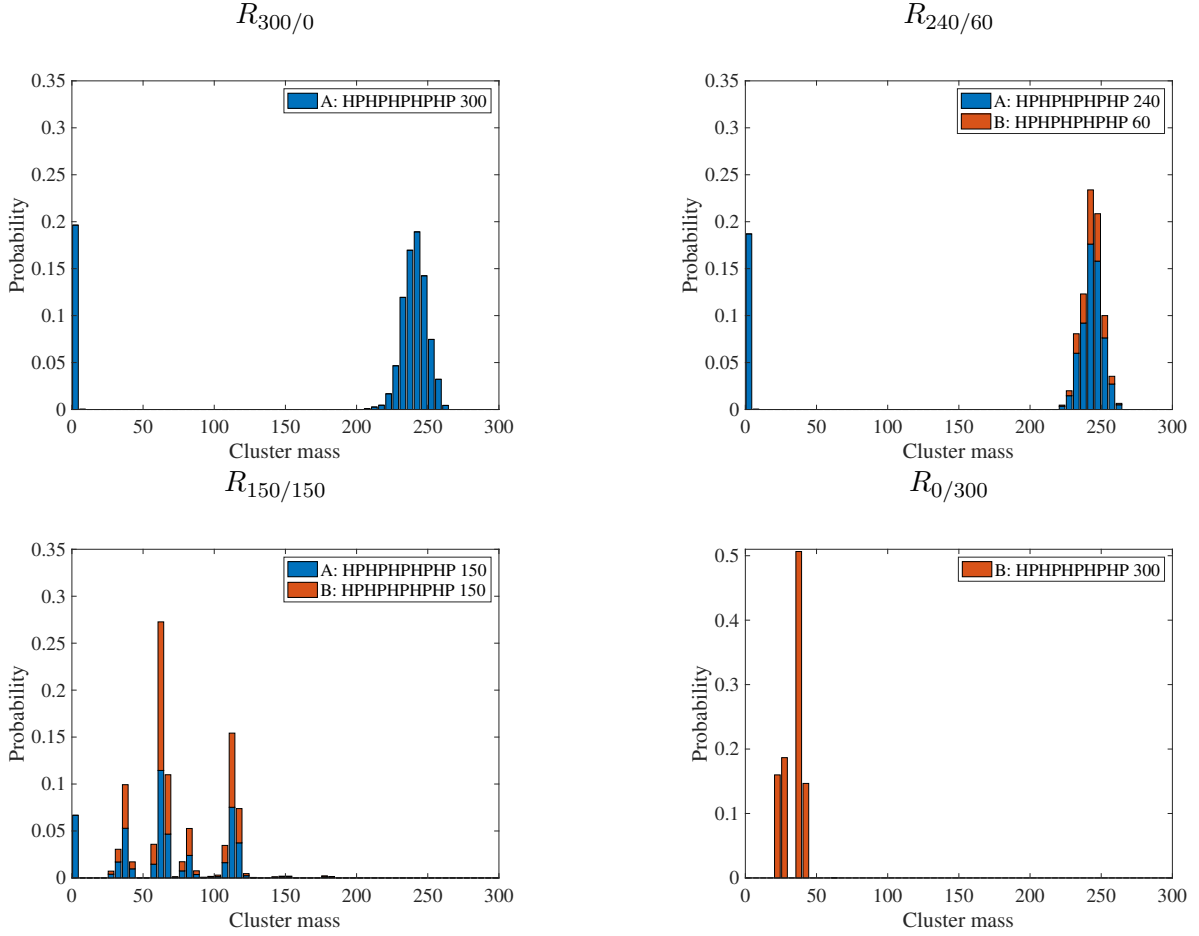 R300/0
0.35
0.3
0.25
0.2
0.15
0.1
0.05
0
Probability
A: HPHPHPHPHP 300
0 50 100 150 200 250 300
Cluster mass
R240/60
0.35
0.3
0.25
0.2
0.15
0.1
0.05
0
Probability
A: HPHPHPHPHP 240
B: HPHPHPHPHP 60
0 50 100 150 200 250 300
Cluster mass
R150/150
0.35
0.3
0.25
0.2
0.15
0.1
0.05
0
Probability
A: HPHPHPHPHP 150
B: HPHPHPHPHP 150
0 50 100 150 200 250 300
Cluster mass
R0/300
0.5
0.4
0.3
0.2
0.1
0
Probability
B: HPHPHPHPHP 300
0 50 100 150 200 250 300
Cluster mass